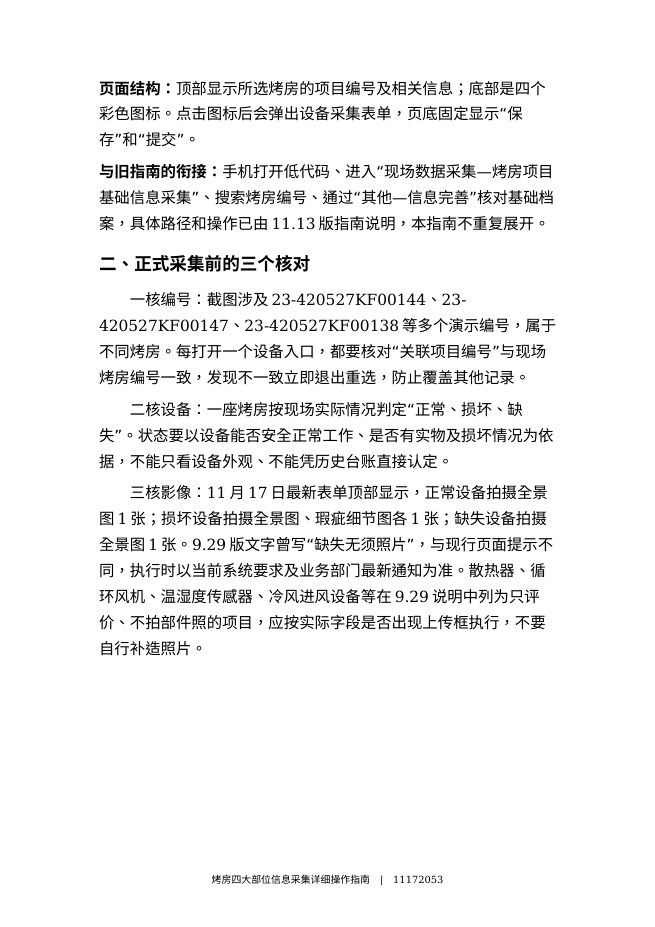 页面结构：顶部显示所选烤房的项目编号及相关信息；底部是四个
彩色图标。点击图标后会弹出设备采集表单，页底固定显示“保
存”和“提交”。
与旧指南的衔接：手机打开低代码、进入“现场数据采集—烤房项目
基础信息采集”、搜索烤房编号、通过“其他—信息完善”核对基础档
案，具体路径和操作已由 11.13 版指南说明，本指南不重复展开。
二、正式采集前的三个核对
一核编号：截图涉及 23-420527KF00144、23-
420527KF00147、23-420527KF00138 等多个演示编号，属于
不同烤房。每打开一个设备入口，都要核对“关联项目编号”与现场
烤房编号一致，发现不一致立即退出重选，防止覆盖其他记录。
二核设备：一座烤房按现场实际情况判定“正常、损坏、缺
失”。状态要以设备能否安全正常工作、是否有实物及损坏情况为依
据，不能只看设备外观、不能凭历史台账直接认定。
三核影像：11 月 17 日最新表单顶部显示，正常设备拍摄全景
图 1 张；损坏设备拍摄全景图、瑕疵细节图各 1 张；缺失设备拍摄
全景图 1 张。9.29 版文字曾写“缺失无须照片”，与现行页面提示不
同，执行时以当前系统要求及业务部门最新通知为准。散热器、循
环风机、温湿度传感器、冷风进风设备等在 9.29 说明中列为只评
价、不拍部件照的项目，应按实际字段是否出现上传框执行，不要
自行补造照片。
烤房四大部位信息采集详细操作指南 | 11172053